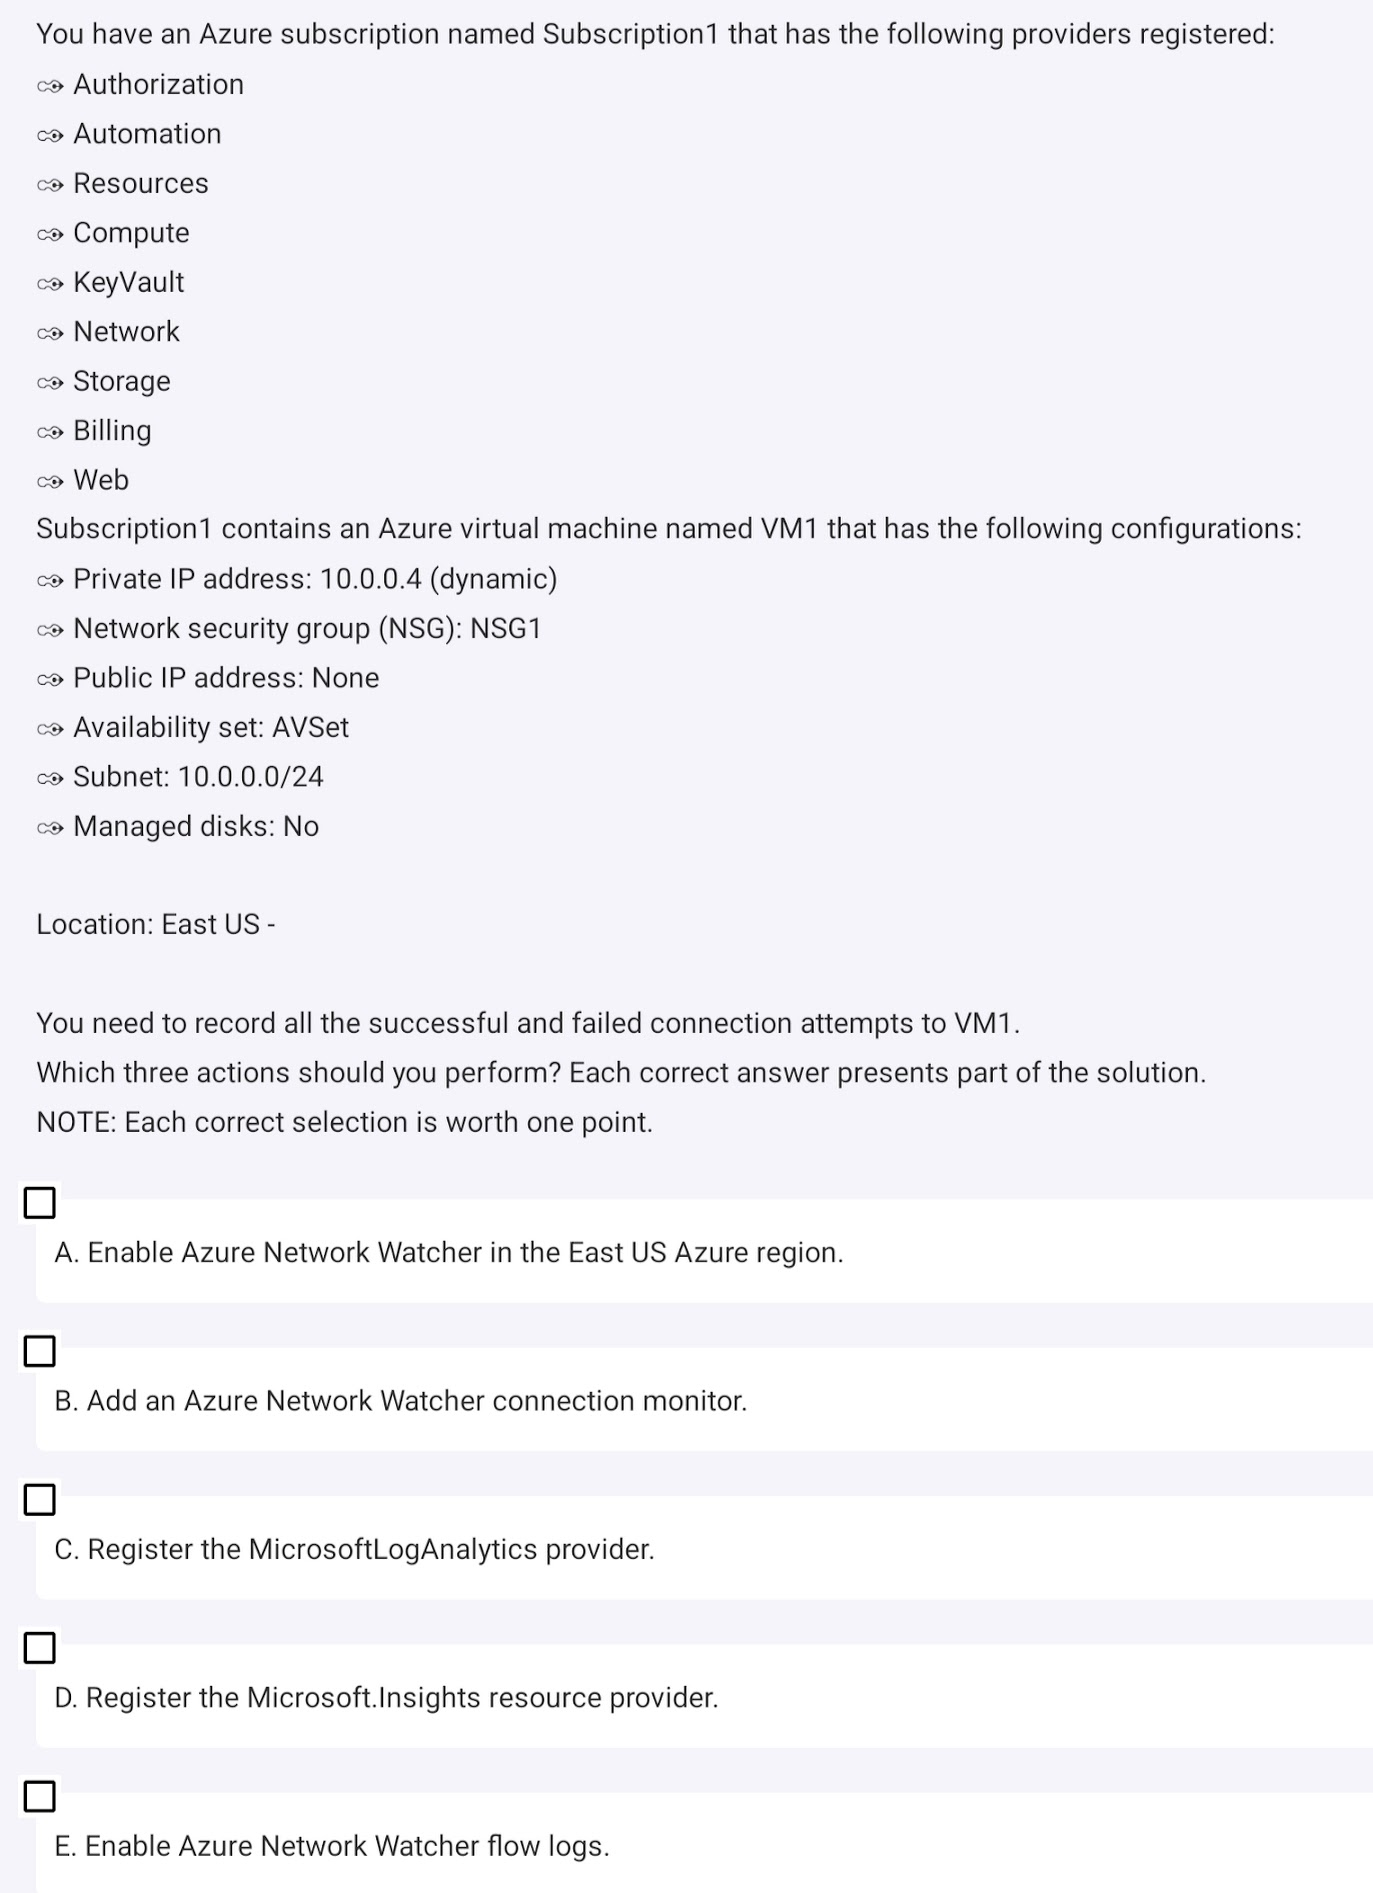 You have an Azure subscription named Subscription1 that has the following providers registered:
Authorization
Automation
Resources
Compute
KeyVault
Network
Storage
Billing
Web
Subscription1 contains an Azure virtual machine named VM1 that has the following configurations:
Private IP address: 10.0.0.4 (dynamic)
Network security group (NSG): NSG1
Public IP address: None
Availability set: AVSet
Subnet: 10.0.0.0/24
Managed disks: No
Location: East US -
You need to record all the successful and failed connection attempts to VM1.
Which three actions should you perform? Each correct answer presents part of the solution.
NOTE: Each correct selection is worth one point.
A. Enable Azure Network Watcher in the East US Azure region.
B. Add an Azure Network Watcher connection monitor.
C. Register the MicrosoftLogAnalytics provider.
D. Register the Microsoft.Insights resource provider.
E. Enable Azure Network Watcher flow logs.